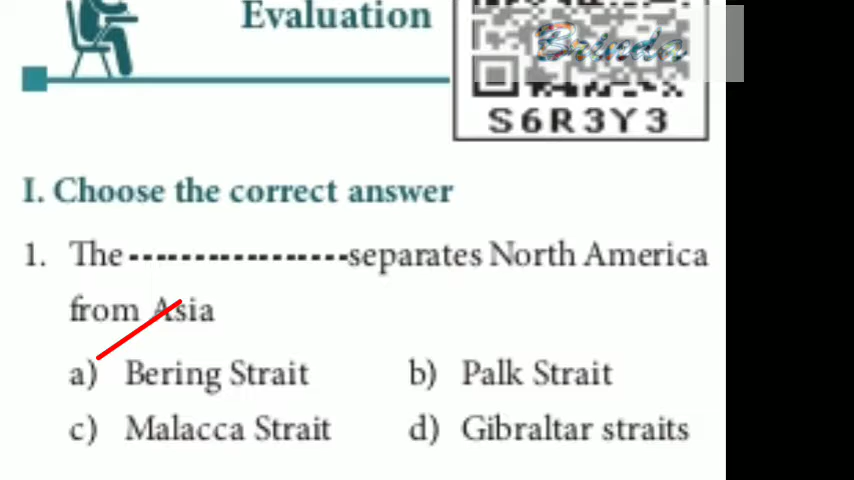 Evaluation
Brinda
S6R3Y3
I. Choose the correct answer
1. The -----------------separates North America
from Asia
a) Bering Strait b) Palk Strait
c) Malacca Strait d) Gibraltar straits